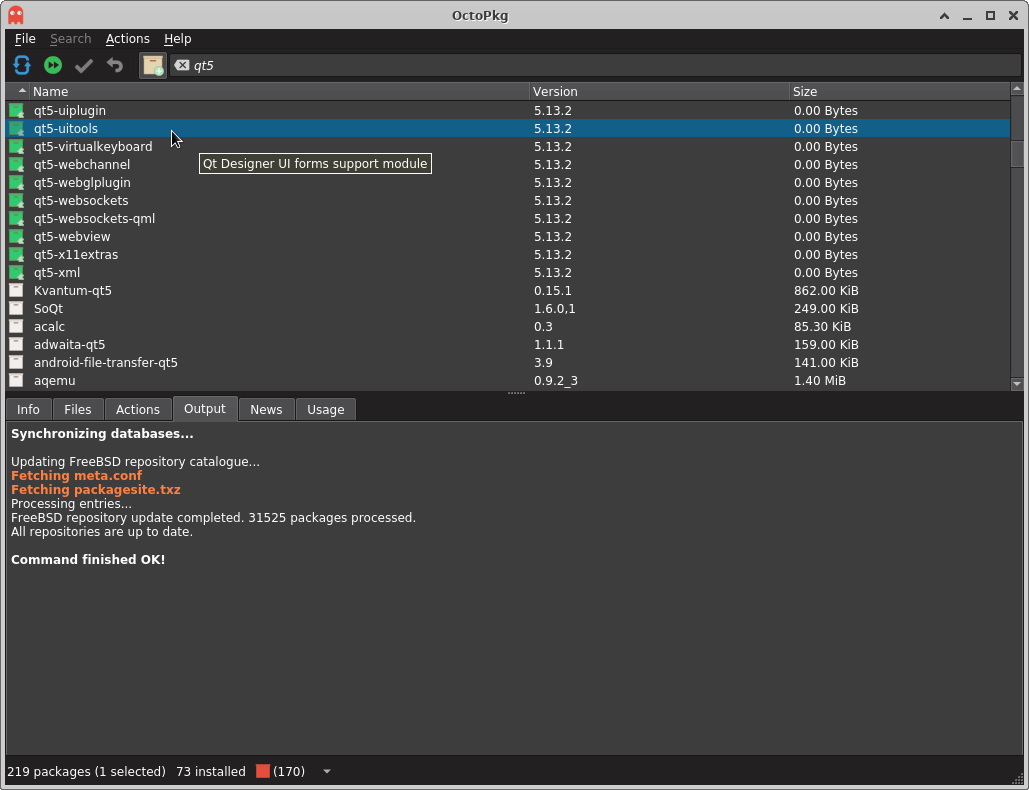 OctoPkg
File Search Actions Help
qt5
Name Version Size
qt5-uiplugin 5.13.2 0.00 Bytes
qt5-uitools 5.13.2 0.00 Bytes
qt5-virtualkeyboard 5.13.2 0.00 Bytes
Qt Designer UI forms support module
qt5-webchannel 5.13.2 0.00 Bytes
qt5-webglplugin 5.13.2 0.00 Bytes
qt5-websockets 5.13.2 0.00 Bytes
qt5-websockets-qml 5.13.2 0.00 Bytes
qt5-webview 5.13.2 0.00 Bytes
qt5-x11extras 5.13.2 0.00 Bytes
qt5-xml 5.13.2 0.00 Bytes
Kvantum-qt5 0.15.1 862.00 KiB
SoQt 1.6.0,1 249.00 KiB
acalc 0.3 85.30 KiB
adwaita-qt5 1.1.1 159.00 KiB
android-file-transfer-qt5 3.9 141.00 KiB
aqemu 0.9.2_3 1.40 MiB
Info Files Actions Output News Usage
Synchronizing databases...
Updating FreeBSD repository catalogue...
Fetching meta.conf
Fetching packagesite.txz
Processing entries...
FreeBSD repository update completed. 31525 packages processed.
All repositories are up to date.
Command finished OK!
219 packages (1 selected) 73 installed (170)